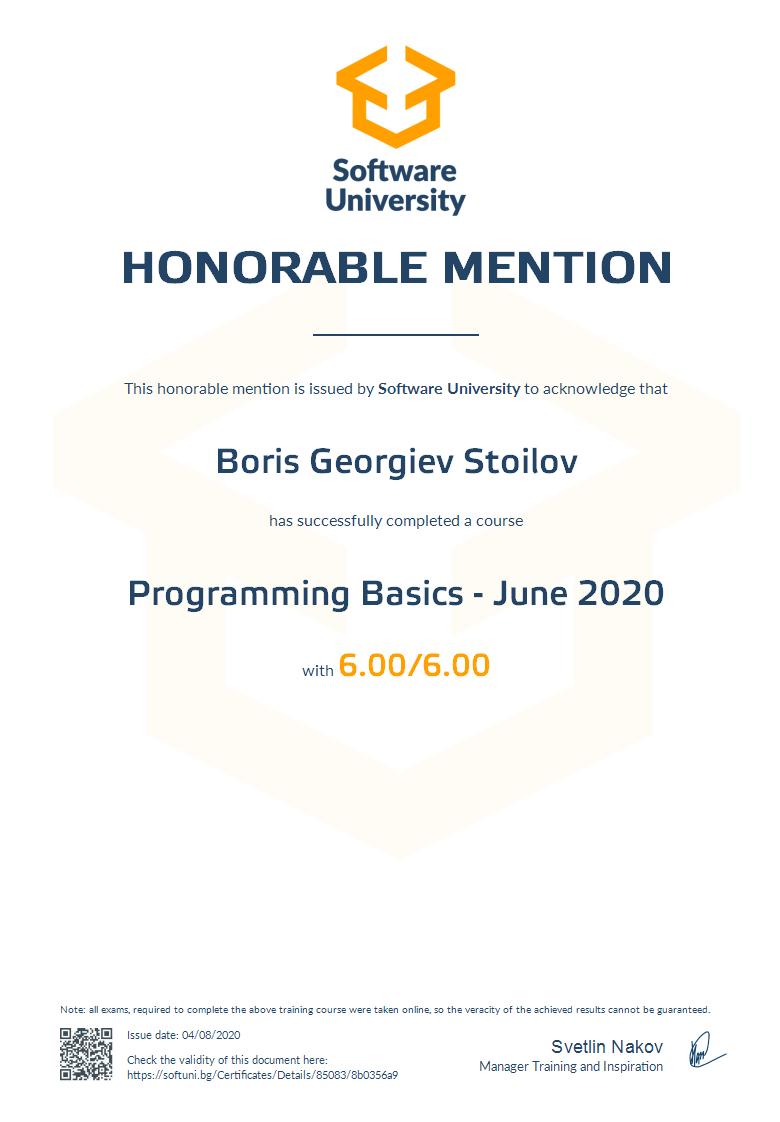 Software
University
HONORABLE MENTION
This honorable mention is issued by Software University to acknowledge that
Boris Georgiev Stoilov
has successfully completed a course
Programming Basics - June 2020
with 6.00/6.00
Note: all exams, required to complete the above training course were taken online, so the veracity of the achieved results cannot be guaranteed.
Issue date: 04/08/2020
Check the validity of this document here:
https://softuni.bg/Certificates/Details/85083/8b0356a9
Svetlin Nakov
Manager Training and Inspiration